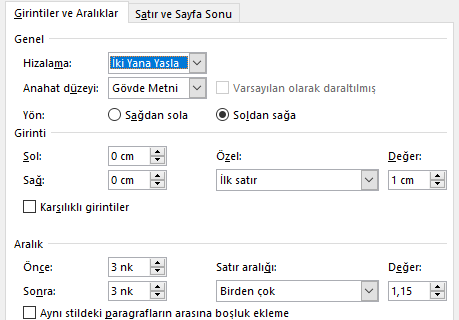 Girintiler ve Aralıklar Satır ve Sayfa Sonu
Genel
Hizalama: İki Yana Yasla
Anahat düzeyi: Gövde Metni Varsayılan olarak daraltılmış
Yön: Sağdan sola Soldan sağa
Girinti
Sol: 0 cm Özel: Değer:
Sağ: 0 cm İlk satır 1 cm
Karşılıklı girintiler
Aralık
Önce: 3 nk Satır aralığı: Değer:
Sonra: 3 nk Birden çok 1,15
Aynı stildeki paragrafların arasına boşluk ekleme